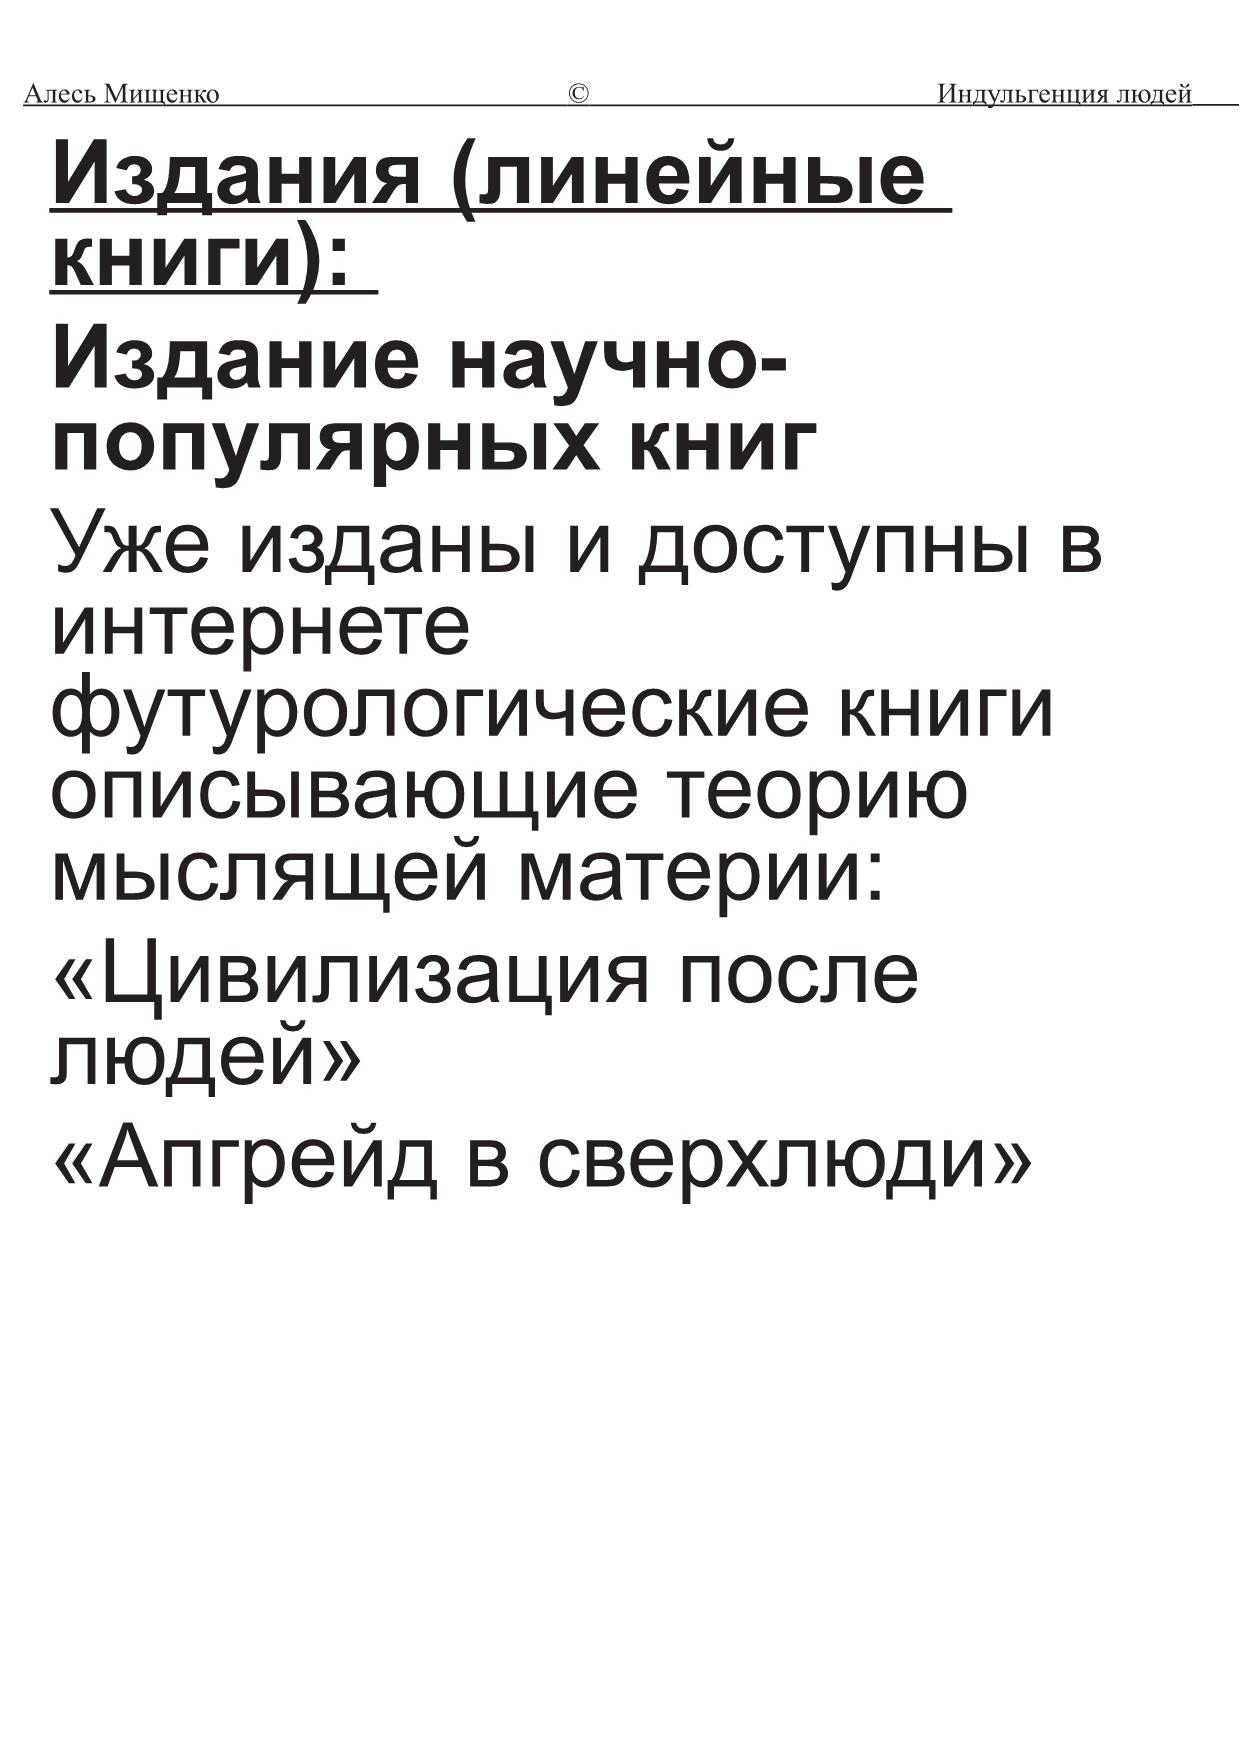 Алесь Мищенко © Индульгенция людей
Издания (линейные
книги):
Издание научно-
популярных книг
Уже изданы и доступны в
интернете
футурологические книги
описывающие теорию
мыслящей материи:
«Цивилизация после
людей»
«Апгрейд в сверхлюди»